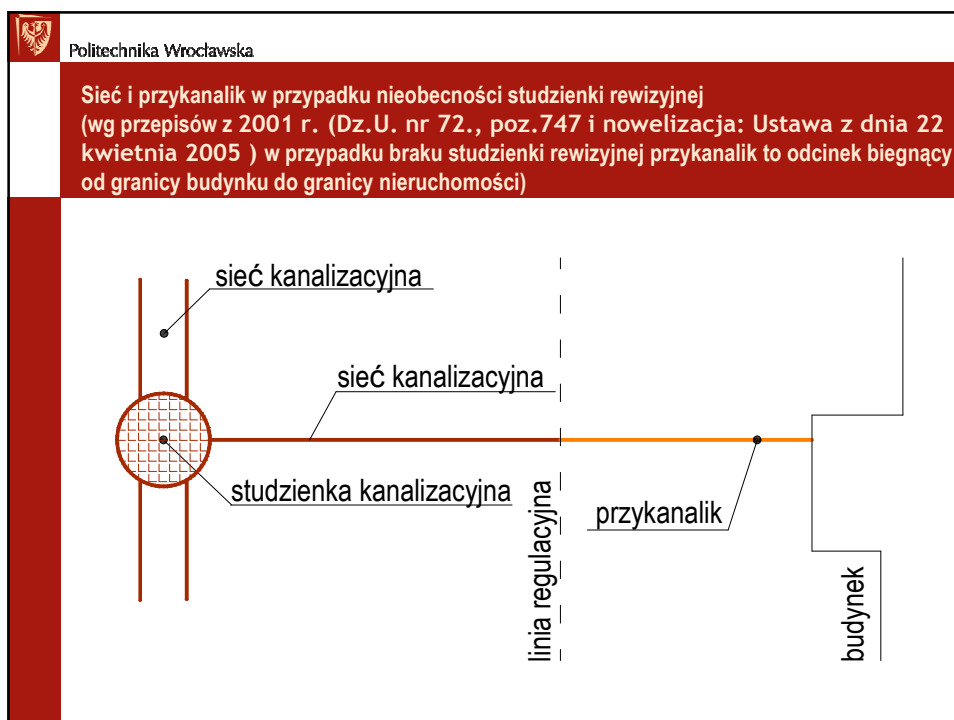 Politechnika Wrocławska
Sieć i przykanalik w przypadku nieobecności studzienki rewizyjnej
(wg przepisów z 2001 r. (Dz.U. nr 72., poz.747 i nowelizacja: Ustawa z dnia 22
kwietnia 2005 ) w przypadku braku studzienki rewizyjnej przykanalik to odcinek biegnący
od granicy budynku do granicy nieruchomości)
sieć kanalizacyjna
sieć kanalizacyjna
studzienka kanalizacyjna
linia regulacyjna
przykanalik
budynek